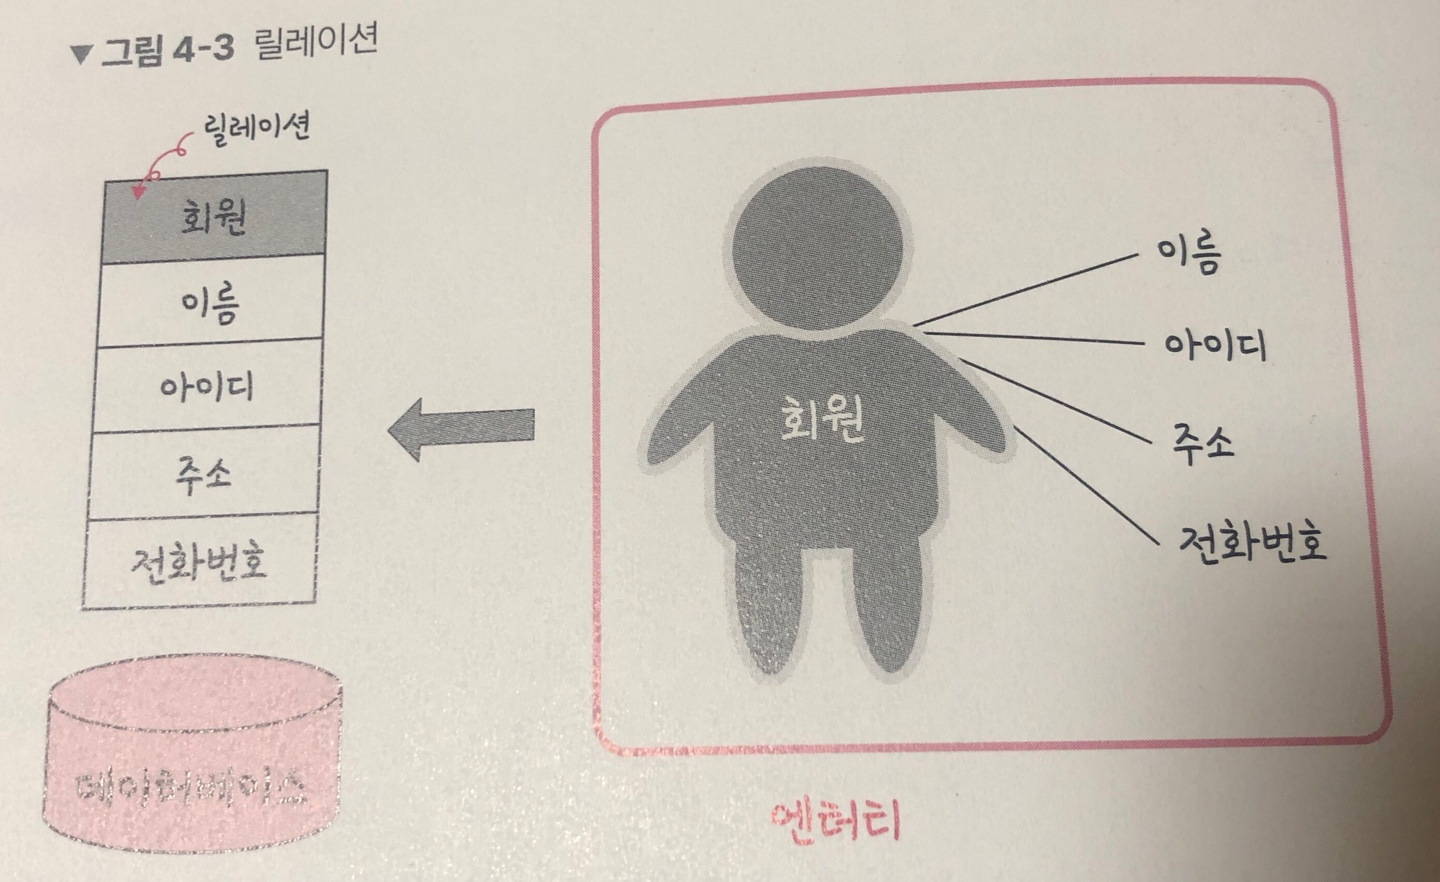 ▼ 그림 4-3 릴레이션
릴레이션
회원
이름
아이디
주소
전화번호
데이터베이스
회원
이름
아이디
주소
전화번호
엔터티